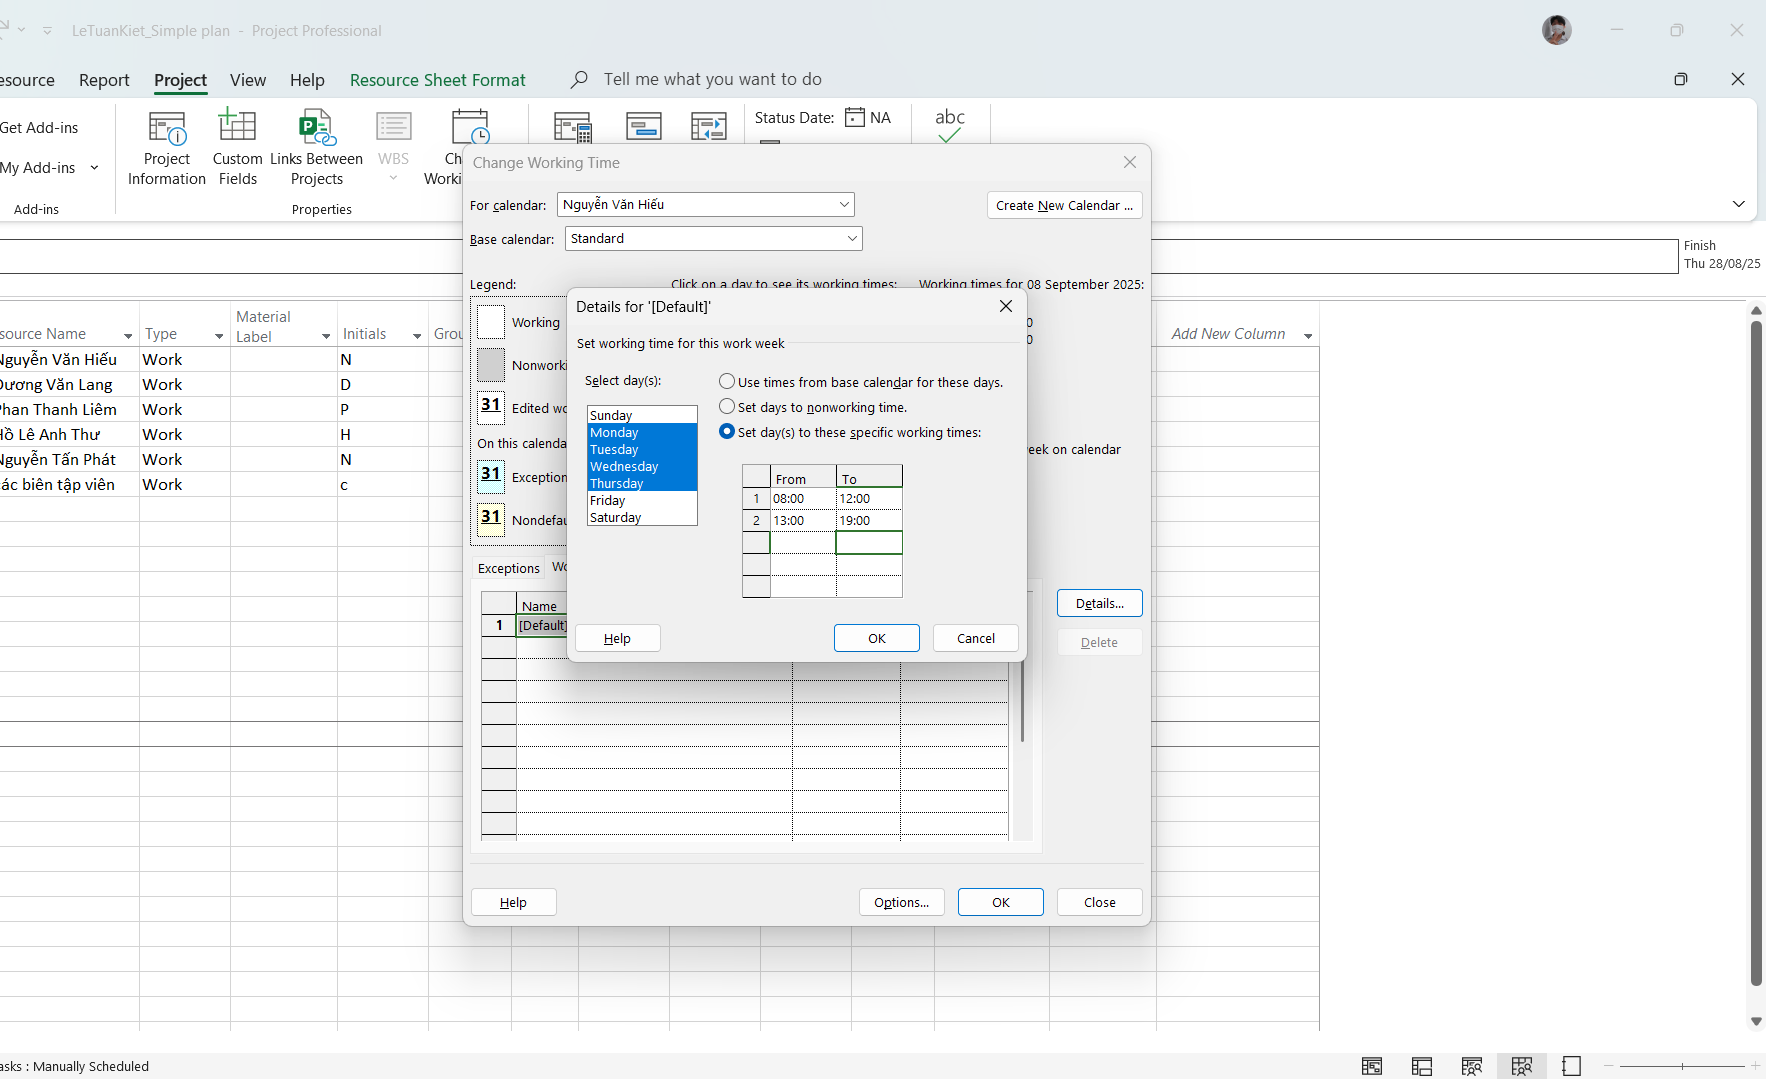 LeTuanKiet_Simple plan - Project Professional
esource Report Project View Help Resource Sheet Format Tell me what you want to do
Get Add-ins
My Add-ins
Add-ins
Project Information
Custom Fields
Links Between Projects
WBS
Properties
Status Date: NA
abc
Finish
Thu 28/08/25
source Name Type Material Label Initials Grou Add New Column
Nguyễn Văn Hiếu Work N
Dương Văn Lang Work D
Phan Thanh Liêm Work P
Hồ Lê Anh Thư Work H
Nguyễn Tấn Phát Work N
ác biên tập viên Work c
Change Working Time
For calendar: Nguyễn Văn Hiếu Create New Calendar ...
Base calendar: Standard
Legend: Click on a day to see its working times: Working times for 08 September 2025:
Working
Nonworki
31 Edited wo
On this calenda
31 Exception
31 Nondefau
eek on calendar
Exceptions Wo
Name
1 [Default]
Details...
Delete
Help Options... OK Close
Details for '[Default]'
Set working time for this work week
Select day(s):
Sunday
Monday
Tuesday
Wednesday
Thursday
Friday
Saturday
Use times from base calendar for these days.
Set days to nonworking time.
Set day(s) to these specific working times:
From To
1 08:00 12:00
2 13:00 19:00
Help OK Cancel
asks : Manually Scheduled